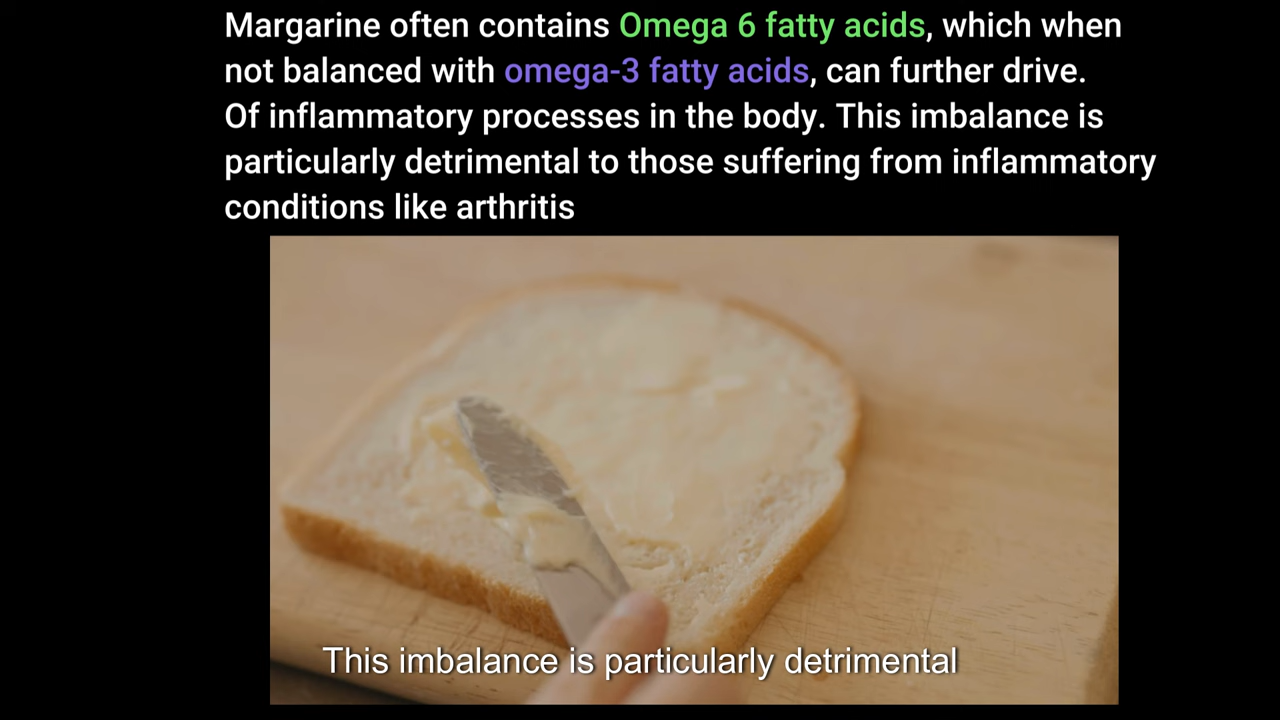 Margarine often contains Omega 6 fatty acids, which when
not balanced with omega-3 fatty acids, can further drive.
Of inflammatory processes in the body. This imbalance is
particularly detrimental to those suffering from inflammatory
conditions like arthritis
This imbalance is particularly detrimental